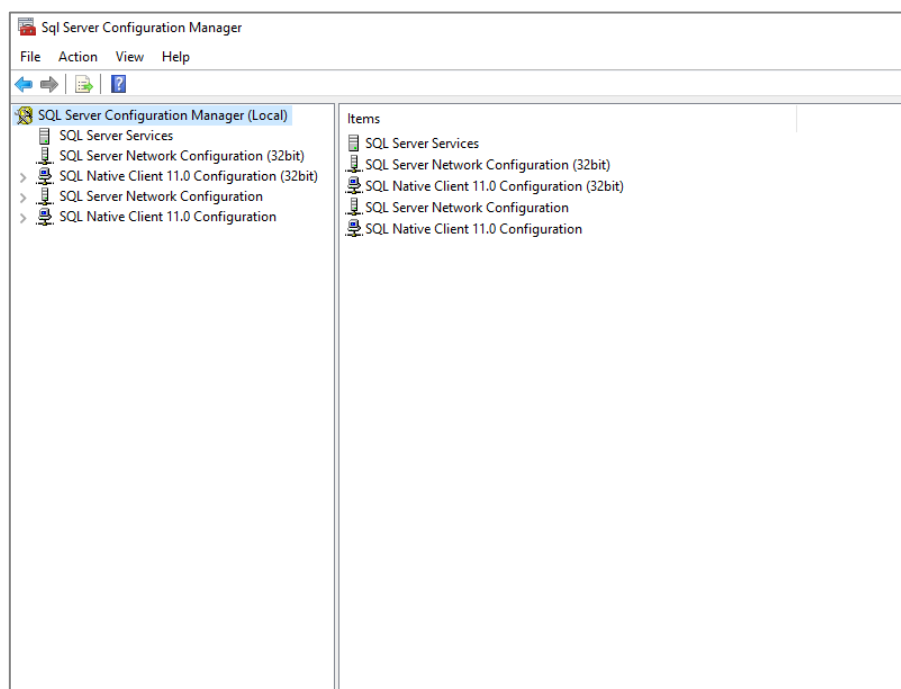 Sql Server Configuration Manager
File Action View Help
SQL Server Configuration Manager (Local)
SQL Server Services
SQL Server Network Configuration (32bit)
SQL Native Client 11.0 Configuration (32bit)
SQL Server Network Configuration
SQL Native Client 11.0 Configuration
Items
SQL Server Services
SQL Server Network Configuration (32bit)
SQL Native Client 11.0 Configuration (32bit)
SQL Server Network Configuration
SQL Native Client 11.0 Configuration